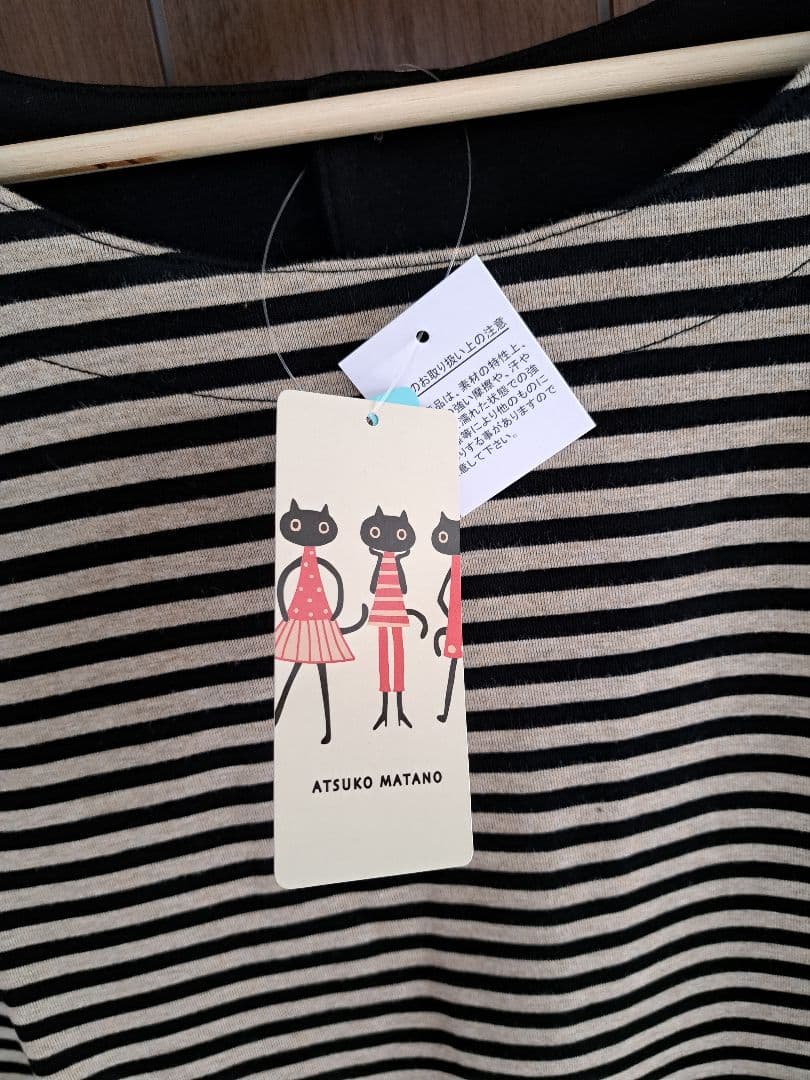 のお取り扱い上の注意
品は、素材の特性上、
強い摩擦や、汗や
濡れた状態での強
等により他のものに
りする事がありますので
意して下さい。
ATSUKO MATANO